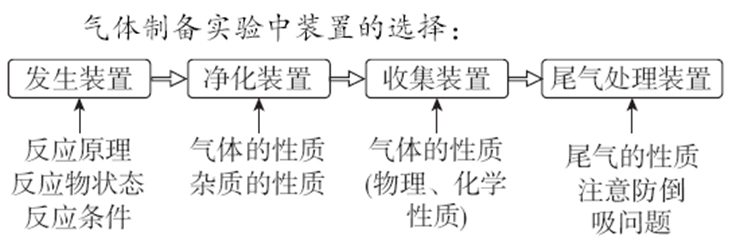 气体制备实验中装置的选择：
发生装置 净化装置 收集装置 尾气处理装置
反应原理 气体的性质 气体的性质 尾气的性质
反应物状态 杂质的性质 (物理、化学 注意防倒
反应条件 性质) 吸问题